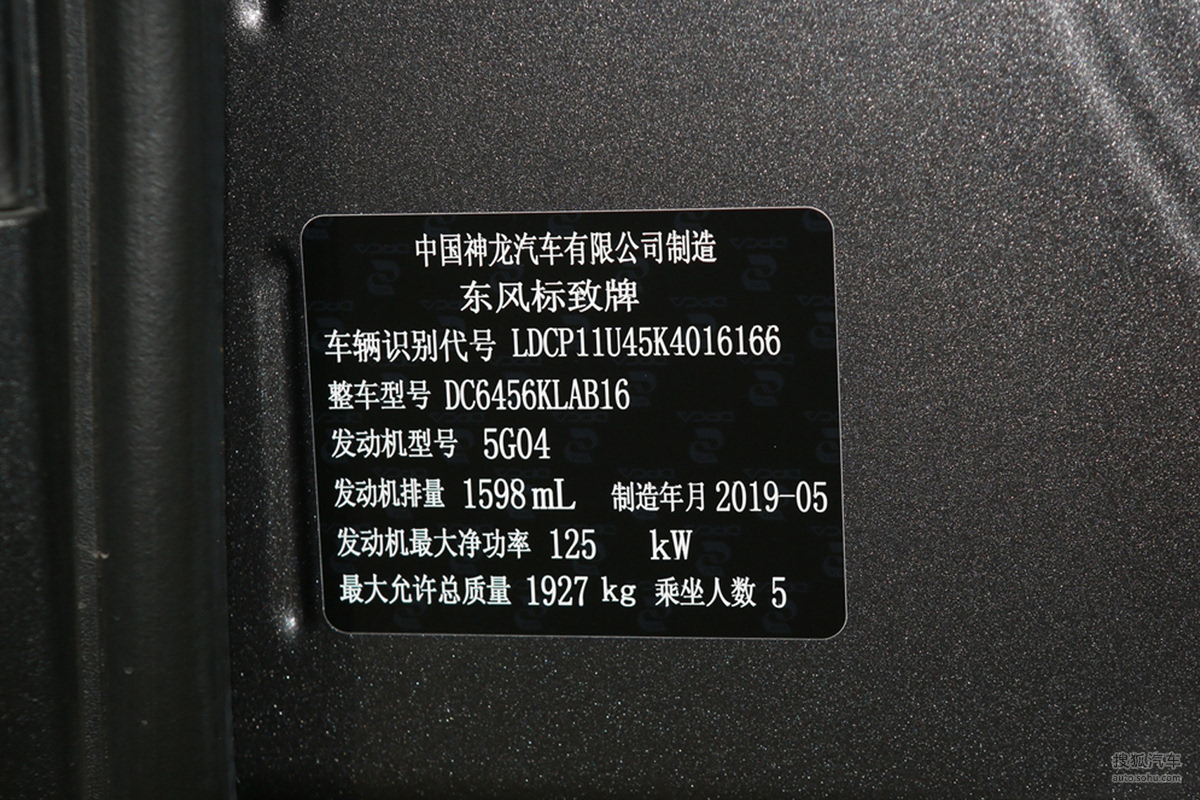 中国神龙汽车有限公司制造
东风标致牌
车辆识别代号 LDCP11U45K4016166
整车型号 DC6456KLAB16
发动机型号 5G04
发动机排量 1598 mL 制造年月 2019-05
发动机最大净功率 125 kW
最大允许总质量 1927 kg 乘坐人数 5
搜狐汽车
auto.sohu.com